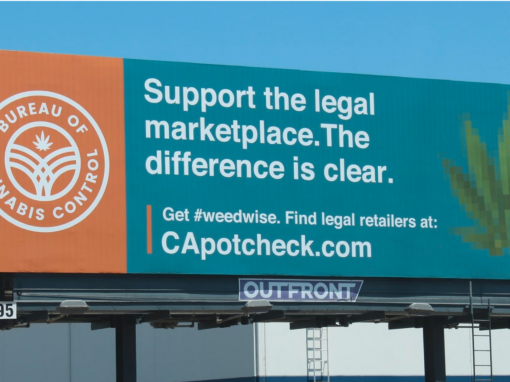 BUREAU OF
CONTROL
Support the legal
marketplace.The
difference is clear.
Get #weedwise. Find legal retailers at:
CApotcheck.com
OUTFRONT
95